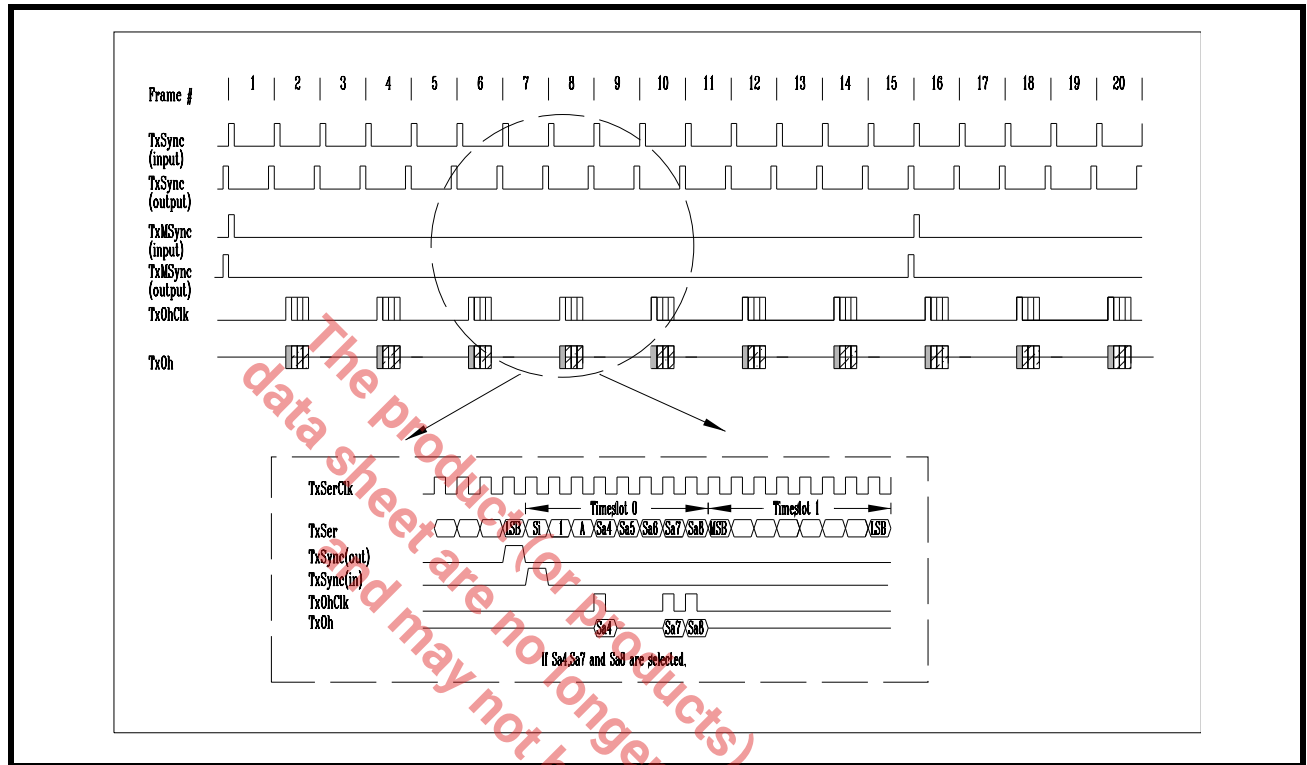 Frame # 1 2 3 4 5 6 7 8 9 10 11 12 13 14 15 16 17 18 19 20
TxSync
(input)
TxSync
(output)
TxMSync
(input)
TxMSync
(output)
TxOhClk
TxOh
TxSerClk
Timeslot 0 Timeslot 1
TxSer LSB Si 1 A Sa4 Sa5 Sa6 Sa7 Sa8 MSB LSB
TxSync(out)
TxSync(in)
TxOhClk
TxOh Sa4 Sa7 Sa8
If Sa4,Sa7 and Sa8 are selected.
The product (or products)
data sheet are no longer
and may not b